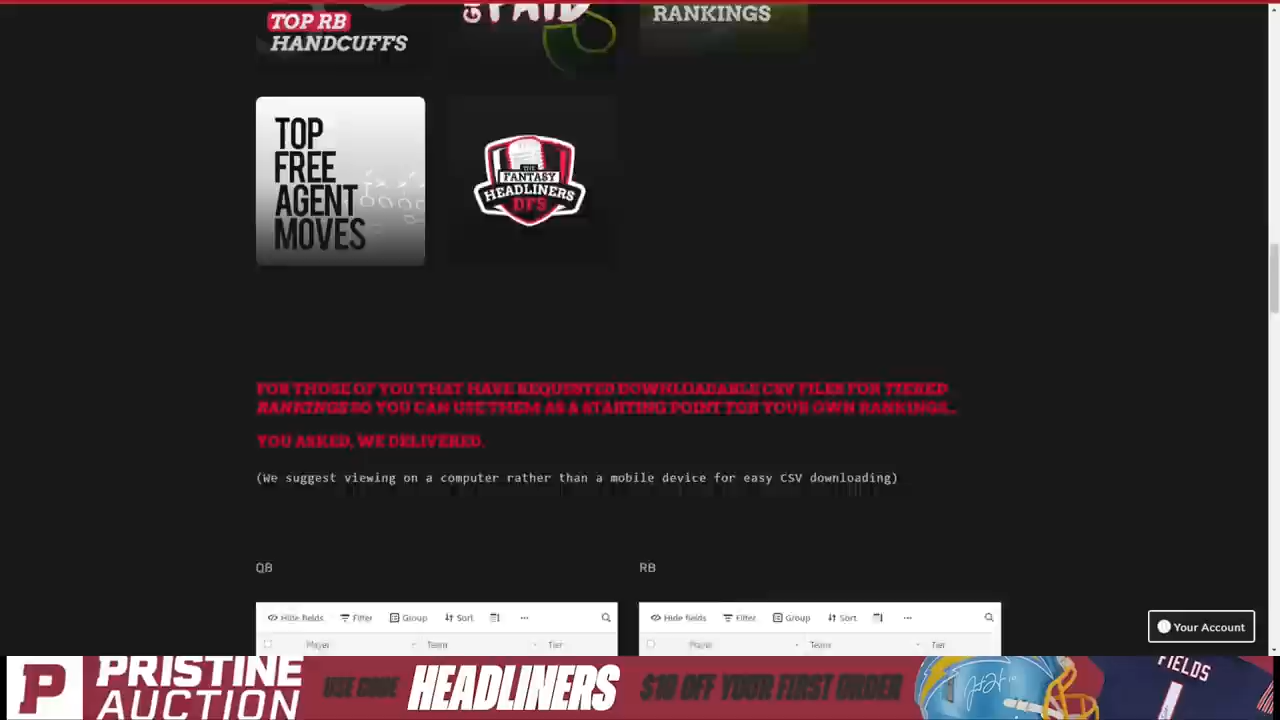 TOP RB
HANDCUFFS
PAID
RANKINGS
TOP
FREE
AGENT
MOVES
THE
FANTASY
HEADLINERS
DFS
FOR THOSE OF YOU THAT HAVE REQUESTED DOWNLOADABLE CSV FILES FOR TIERED
RANKINGS SO YOU CAN USE THEM AS A STARTING POINT FOR YOUR OWN RANKINGS...
YOU ASKED, WE DELIVERED.
(We suggest viewing on a computer rather than a mobile device for easy CSV downloading)
QB
RB
Hide fields Filter Group Sort ...
Hide fields Filter Group Sort ...
Player Team Tier
Player Team Tier
Your Account
P PRISTINE
AUCTION
USE CODE HEADLINERS $10 OFF YOUR FIRST ORDER
FIELDS
1